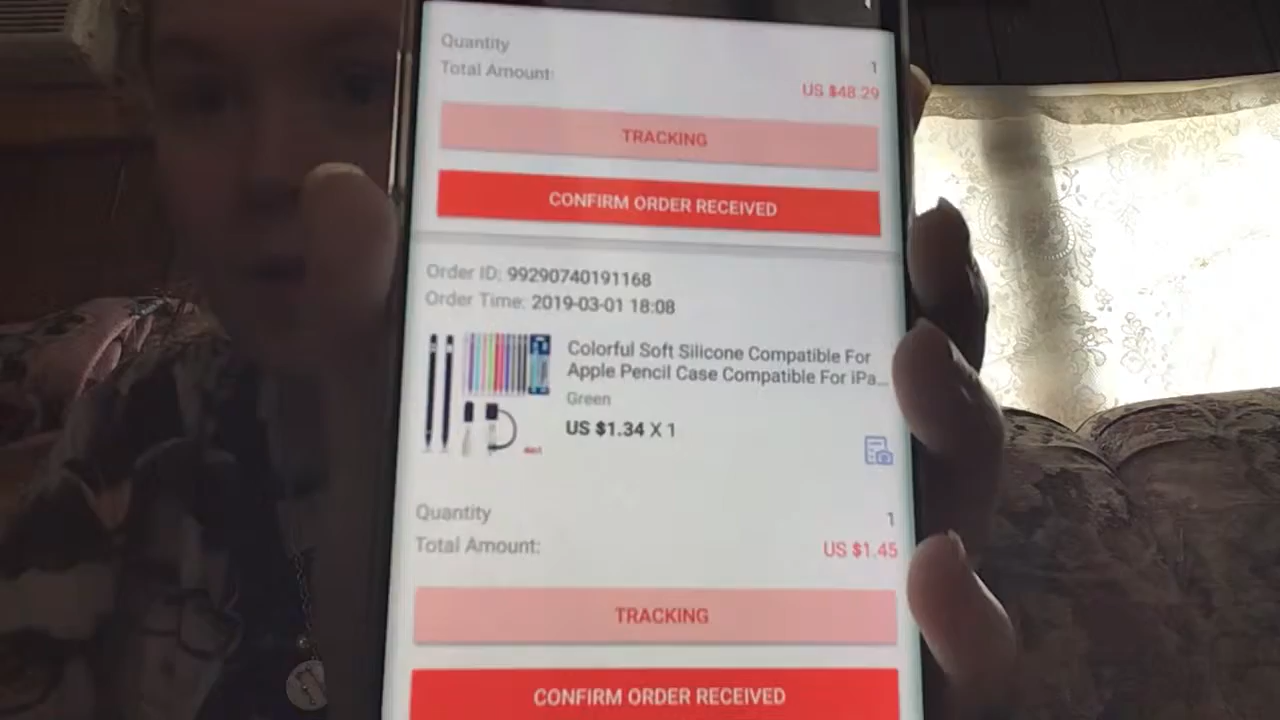 Quantity
1
Total Amount:
US $48.29
TRACKING
CONFIRM ORDER RECEIVED
Order ID: 99290740191168
Order Time: 2019-03-01 18:08
Colorful Soft Silicone Compatible For
Apple Pencil Case Compatible For iPa...
Green
US $1.34 X 1
Quantity
1
Total Amount:
US $1.45
TRACKING
CONFIRM ORDER RECEIVED